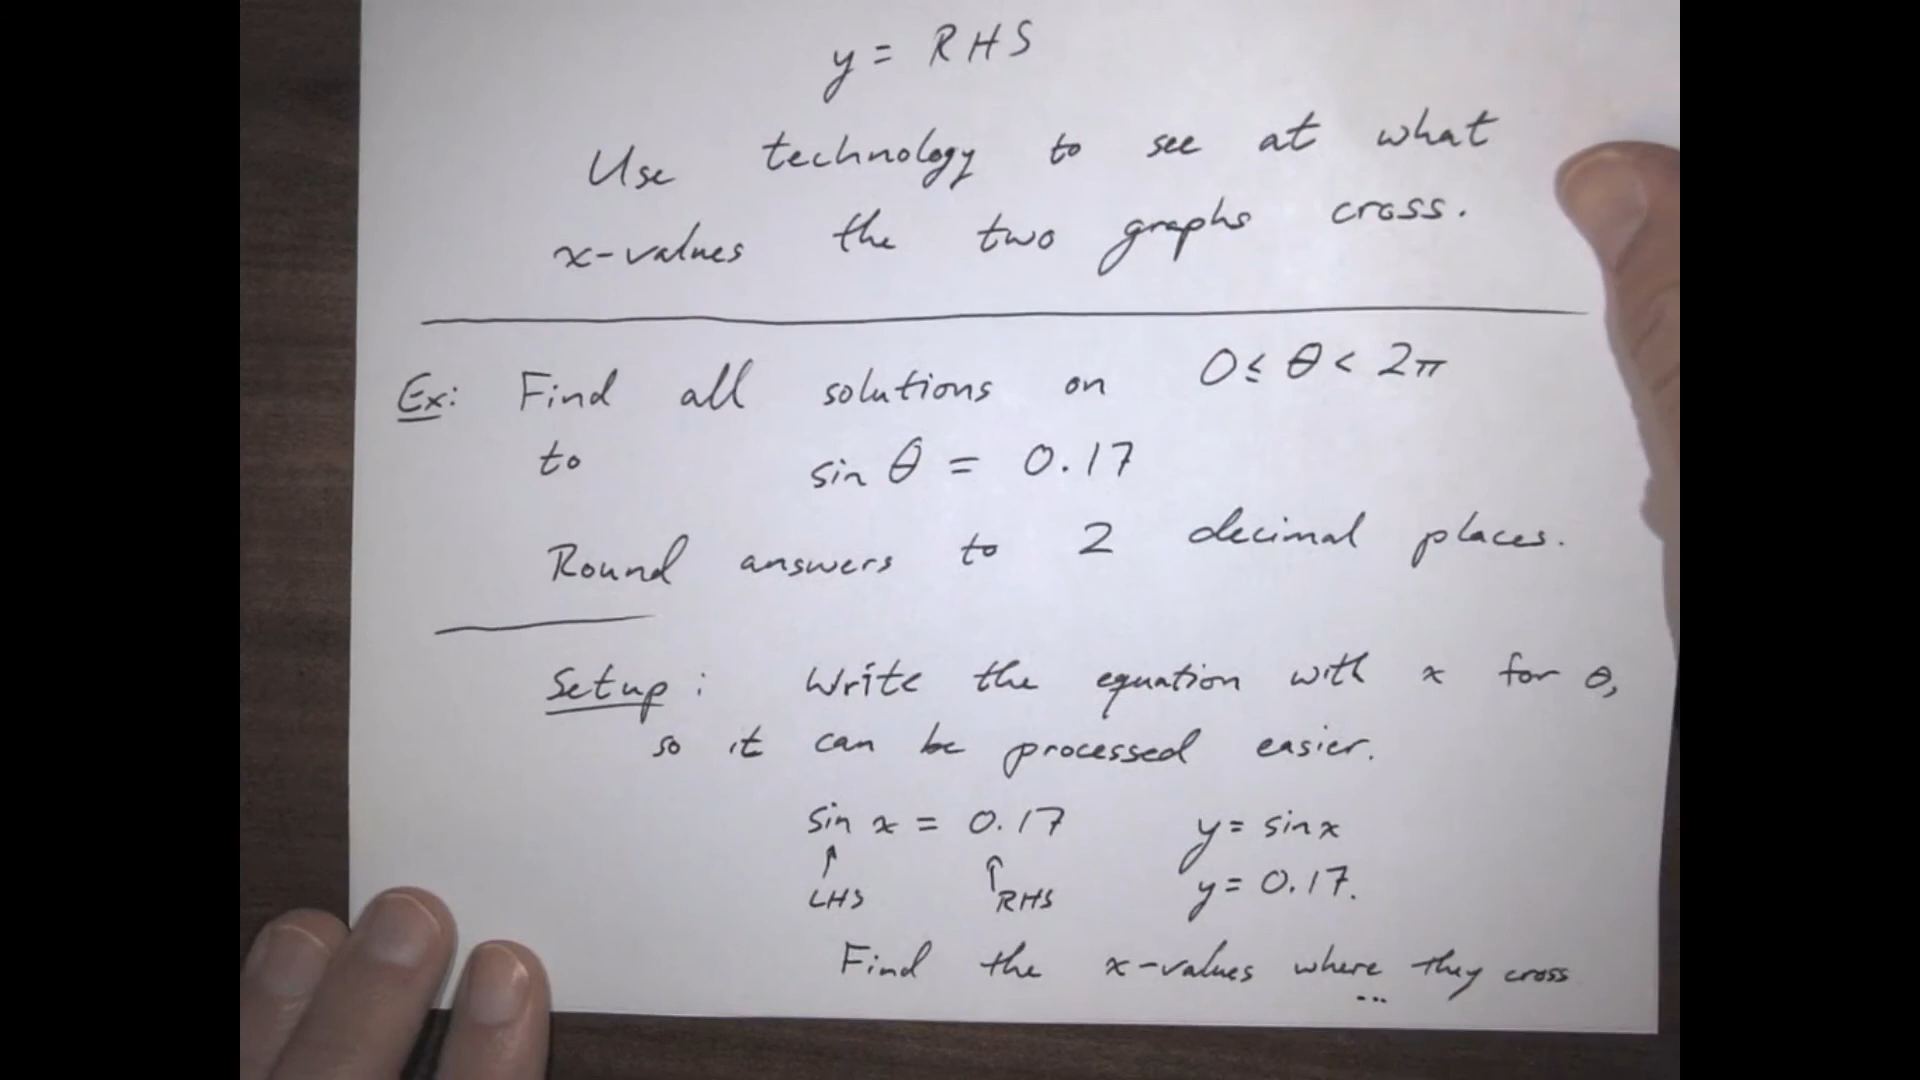 y = RHS
Use technology to see at what
x-values the two graphs cross.
Ex: Find all solutions on 0 ≤ θ < 2π
to sin θ = 0.17
Round answers to 2 decimal places.
Setup: Write the equation with x for θ,
so it can be processed easier.
sin x = 0.17 y = sin x
↑ LHS ↑ RHS y = 0.17.
Find the x-values where they cross
...